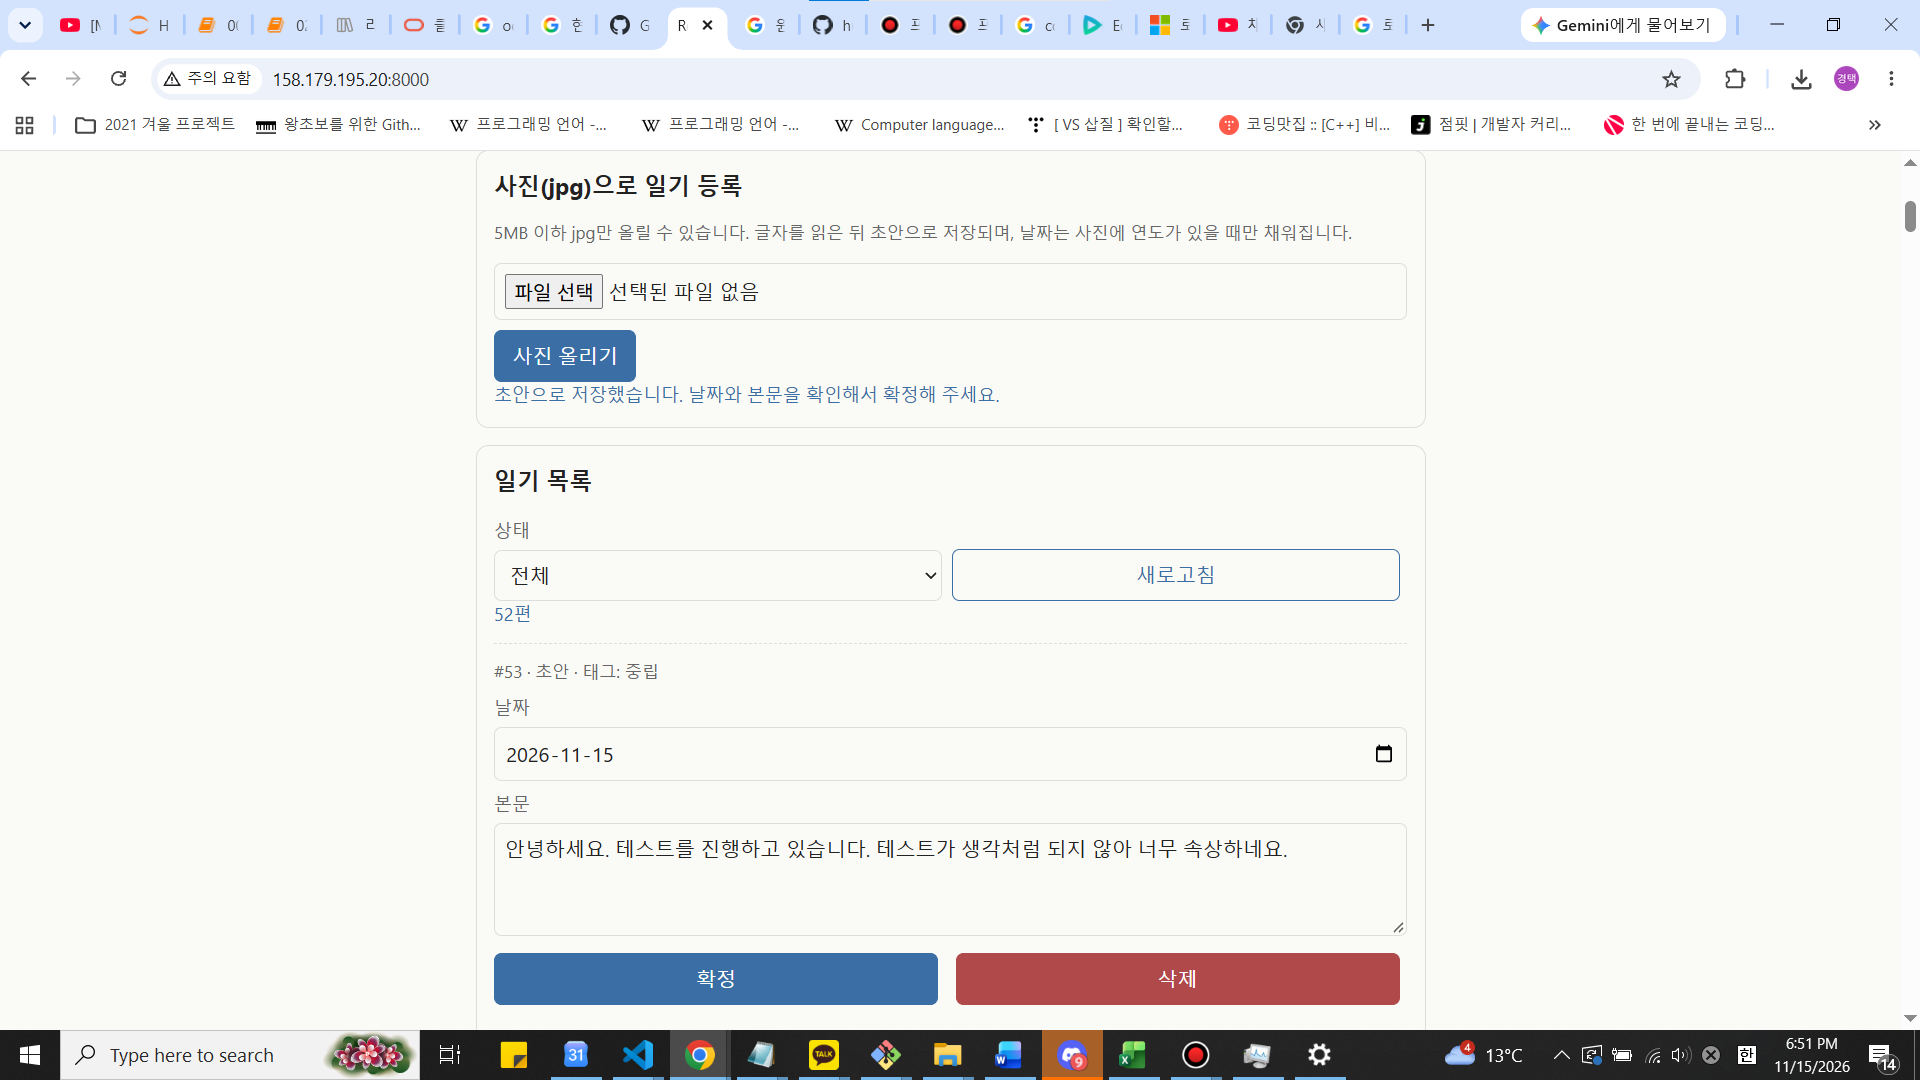 Gemini에게 물어보기
주의 요함
158.179.195.20:8000
2021 겨울 프로젝트
왕초보를 위한 Gith...
프로그래밍 언어 -...
프로그래밍 언어 -...
Computer language...
[ VS 삽질 ] 확인할...
코딩맛집 :: [C++] 비...
점핏 | 개발자 커리...
한 번에 끝내는 코딩...
사진(jpg)으로 일기 등록
5MB 이하 jpg만 올릴 수 있습니다. 글자를 읽은 뒤 초안으로 저장되며, 날짜는 사진에 연도가 있을 때만 채워집니다.
파일 선택 선택된 파일 없음
사진 올리기
초안으로 저장했습니다. 날짜와 본문을 확인해서 확정해 주세요.
일기 목록
상태
전체
새로고침
52편
#53 · 초안 · 태그: 중립
날짜
2026-11-15
본문
안녕하세요. 테스트를 진행하고 있습니다. 테스트가 생각처럼 되지 않아 너무 속상하네요.
확정
삭제
Type here to search
31
TALK
9
4
13°C
한
6:51 PM
11/15/2026
14